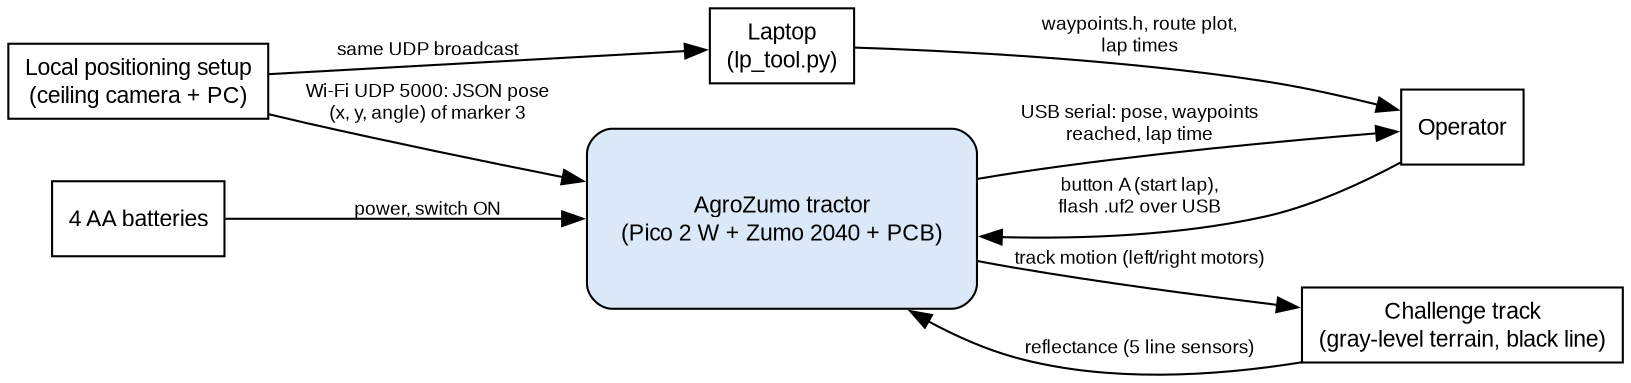 Local positioning setup
(ceiling camera + PC)
same UDP broadcast
Wi-Fi UDP 5000: JSON pose
(x, y, angle) of marker 3
Laptop
(lp_tool.py)
waypoints.h, route plot,
lap times
4 AA batteries
power, switch ON
AgroZumo tractor
(Pico 2 W + Zumo 2040 + PCB)
USB serial: pose, waypoints
reached, lap time
Operator
button A (start lap),
flash .uf2 over USB
track motion (left/right motors)
Challenge track
(gray-level terrain, black line)
reflectance (5 line sensors)